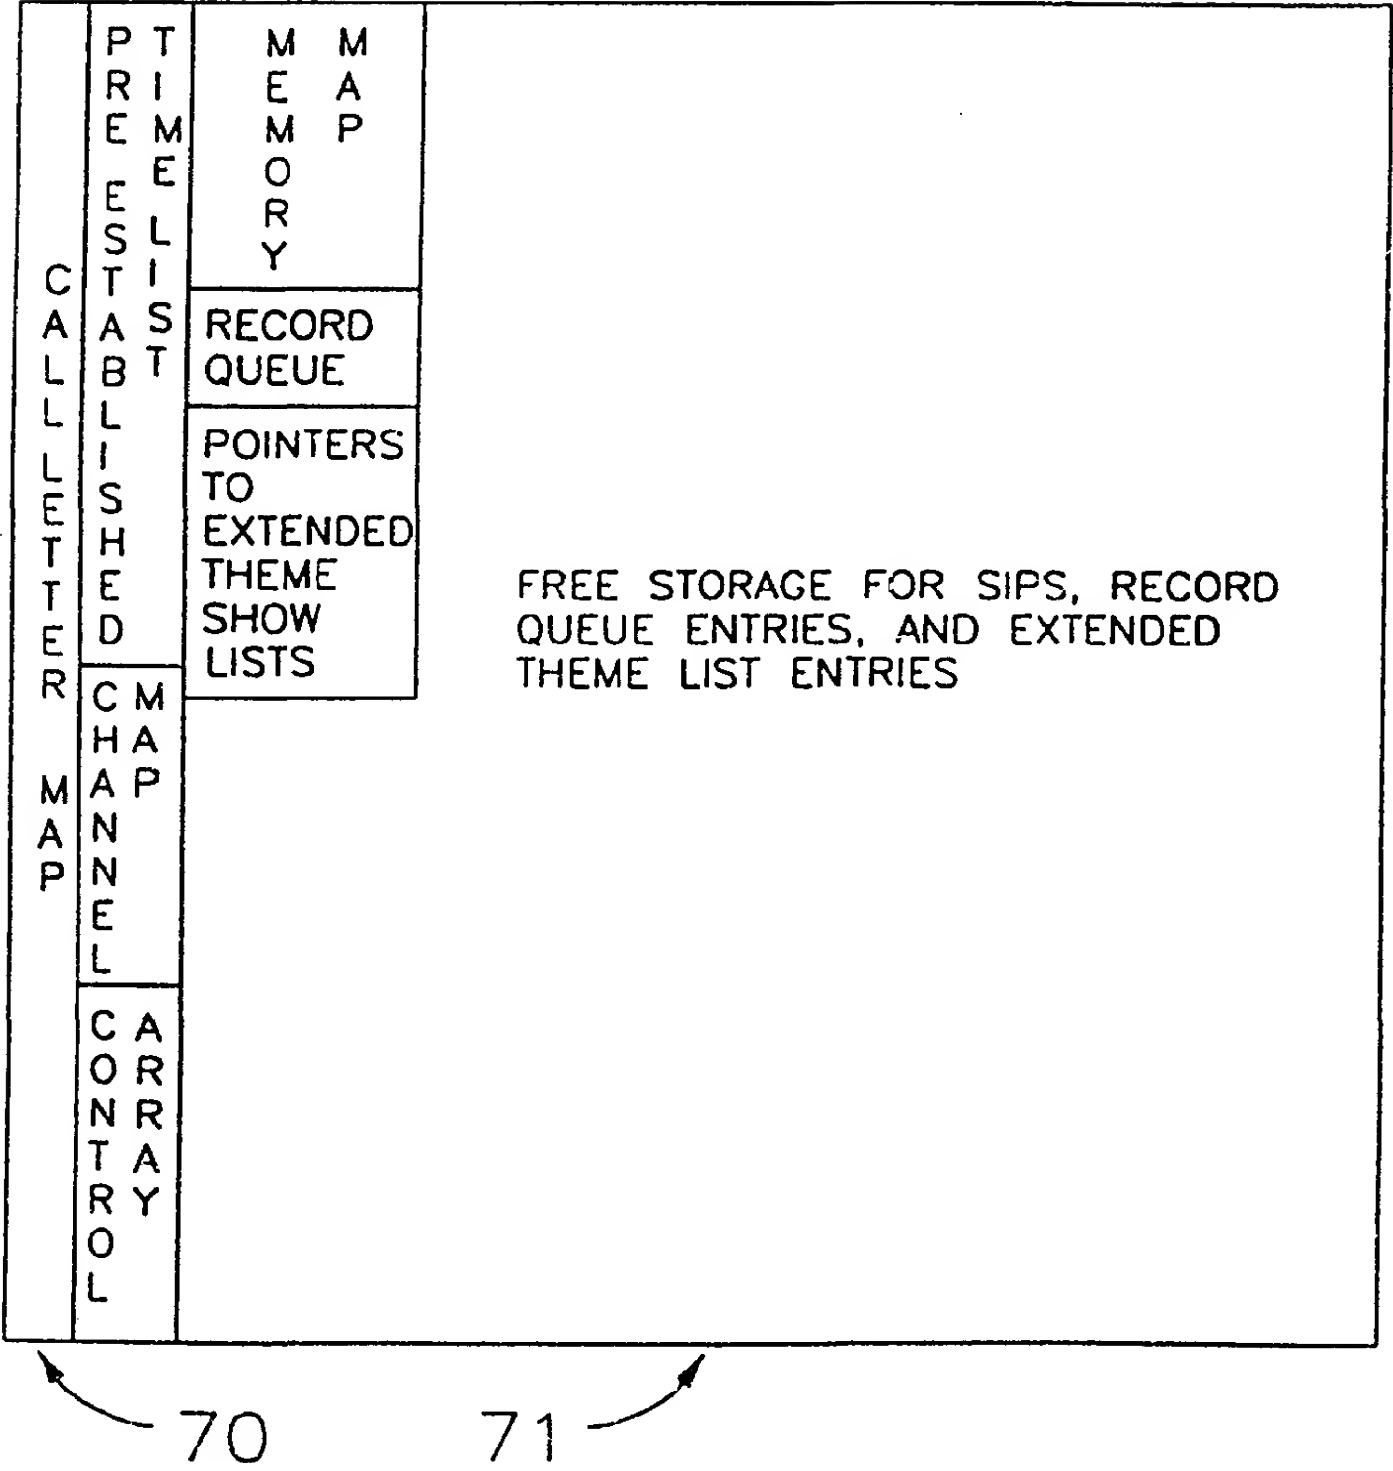 CALL LETTER MAP
PRE ESTABLISHED
TIME LIST
CHANNEL
MAP
CONTROL
ARRAY
MEMORY
MAP
RECORD
QUEUE
POINTERS
TO
EXTENDED
THEME
SHOW
LISTS
FREE STORAGE FOR SIPS, RECORD
QUEUE ENTRIES, AND EXTENDED
THEME LIST ENTRIES
70
71